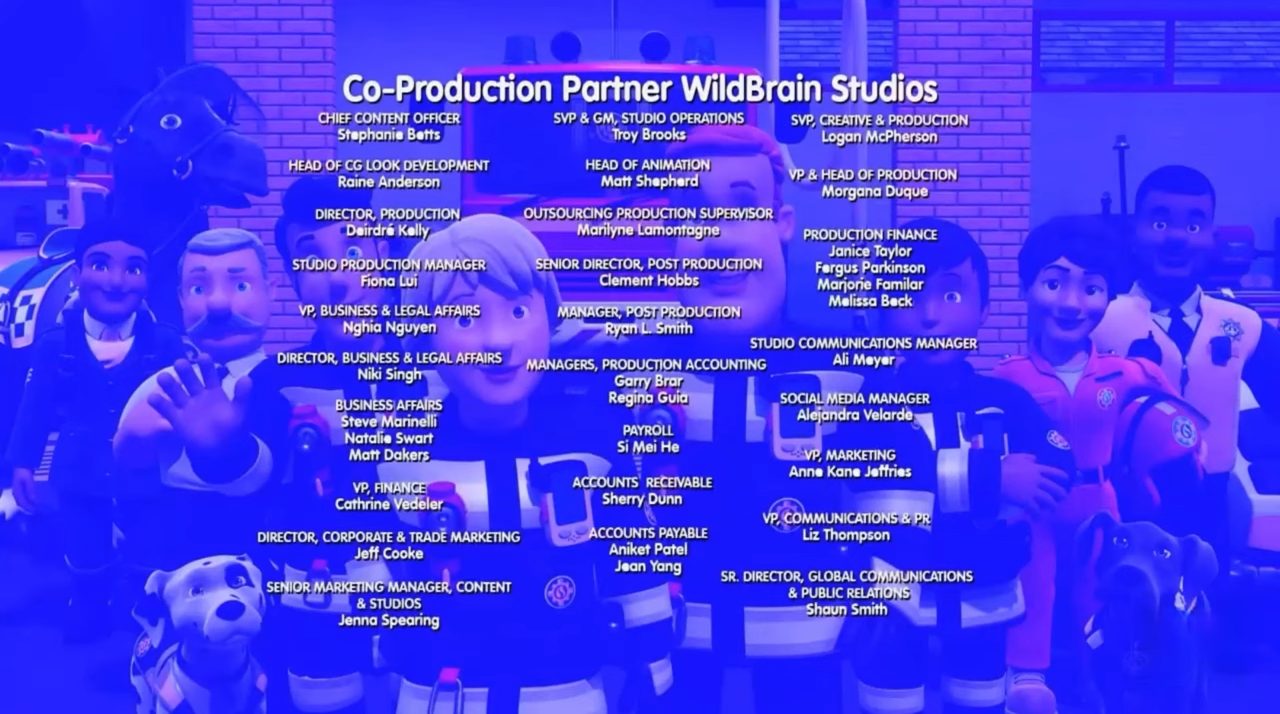 Co-Production Partner WildBrain Studios
CHIEF CONTENT OFFICER
Stephanie Betts
HEAD OF CG LOOK DEVELOPMENT
Raine Anderson
DIRECTOR, PRODUCTION
Deirdré Kelly
STUDIO PRODUCTION MANAGER
Fiona Lui
VP, BUSINESS & LEGAL AFFAIRS
Nghia Nguyen
DIRECTOR, BUSINESS & LEGAL AFFAIRS
Niki Singh
BUSINESS AFFAIRS
Steve Marinelli
Natalie Swart
Matt Dakers
VP, FINANCE
Cathrine Vedeler
DIRECTOR, CORPORATE & TRADE MARKETING
Jeff Cooke
SENIOR MARKETING MANAGER, CONTENT
& STUDIOS
Jenna Spearing
SVP & GM, STUDIO OPERATIONS
Troy Brooks
HEAD OF ANIMATION
Matt Shepherd
OUTSOURCING PRODUCTION SUPERVISOR
Marilyne Lamontagne
SENIOR DIRECTOR, POST PRODUCTION
Clement Hobbs
MANAGER, POST PRODUCTION
Ryan L. Smith
MANAGERS, PRODUCTION ACCOUNTING
Garry Brar
Regina Guia
PAYROLL
Si Mei He
ACCOUNTS RECEIVABLE
Sherry Dunn
ACCOUNTS PAYABLE
Aniket Patel
Jean Yang
SVP, CREATIVE & PRODUCTION
Logan McPherson
VP & HEAD OF PRODUCTION
Morgana Duque
PRODUCTION FINANCE
Janice Taylor
Fergus Parkinson
Marjorie Familar
Melissa Beck
STUDIO COMMUNICATIONS MANAGER
Ali Meyer
SOCIAL MEDIA MANAGER
Alejandra Velarde
VP, MARKETING
Anne Kane Jeffries
VP, COMMUNICATIONS & PR
Liz Thompson
SR. DIRECTOR, GLOBAL COMMUNICATIONS
& PUBLIC RELATIONS
Shaun Smith